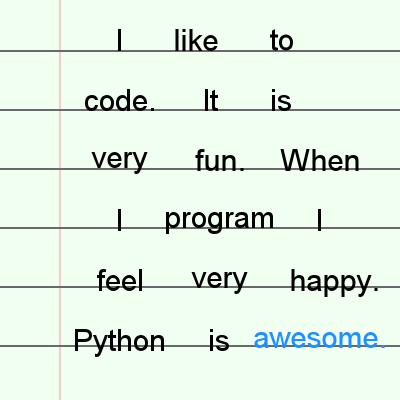 I like to
code. It is
very fun. When
I program I
feel very happy.
Python is awesome.